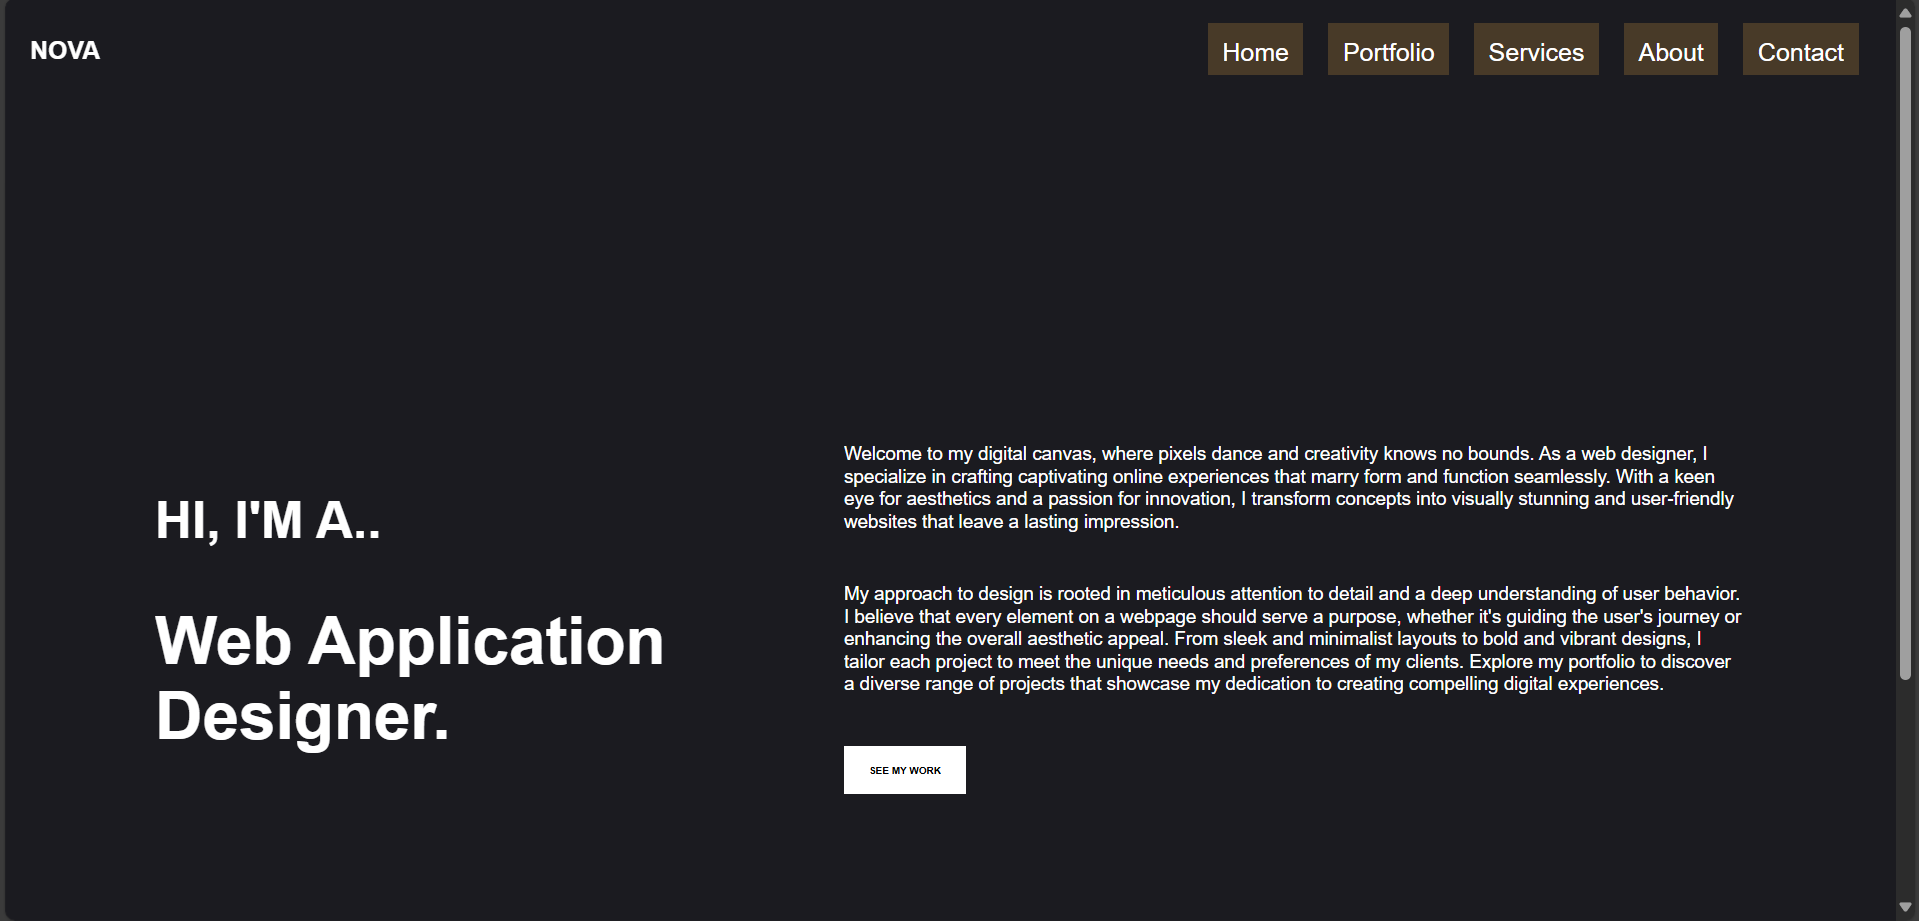 NOVA
Home
Portfolio
Services
About
Contact
HI, I'M A..
Web Application
Designer.
Welcome to my digital canvas, where pixels dance and creativity knows no bounds. As a web designer, I
specialize in crafting captivating online experiences that marry form and function seamlessly. With a keen
eye for aesthetics and a passion for innovation, I transform concepts into visually stunning and user-friendly
websites that leave a lasting impression.
My approach to design is rooted in meticulous attention to detail and a deep understanding of user behavior.
I believe that every element on a webpage should serve a purpose, whether it's guiding the user's journey or
enhancing the overall aesthetic appeal. From sleek and minimalist layouts to bold and vibrant designs, I
tailor each project to meet the unique needs and preferences of my clients. Explore my portfolio to discover
a diverse range of projects that showcase my dedication to creating compelling digital experiences.
SEE MY WORK